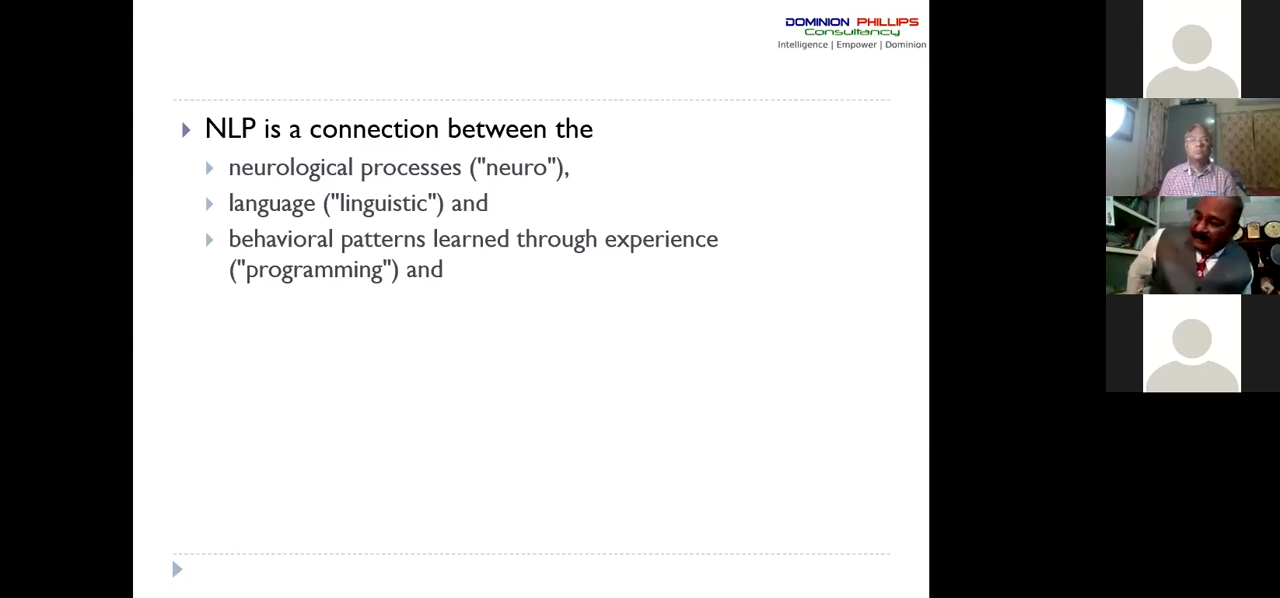 DOMINION PHILLIPS
Consultancy
Intelligence | Empower | Dominion
NLP is a connection between the
neurological processes ("neuro"),
language ("linguistic") and
behavioral patterns learned through experience
("programming") and